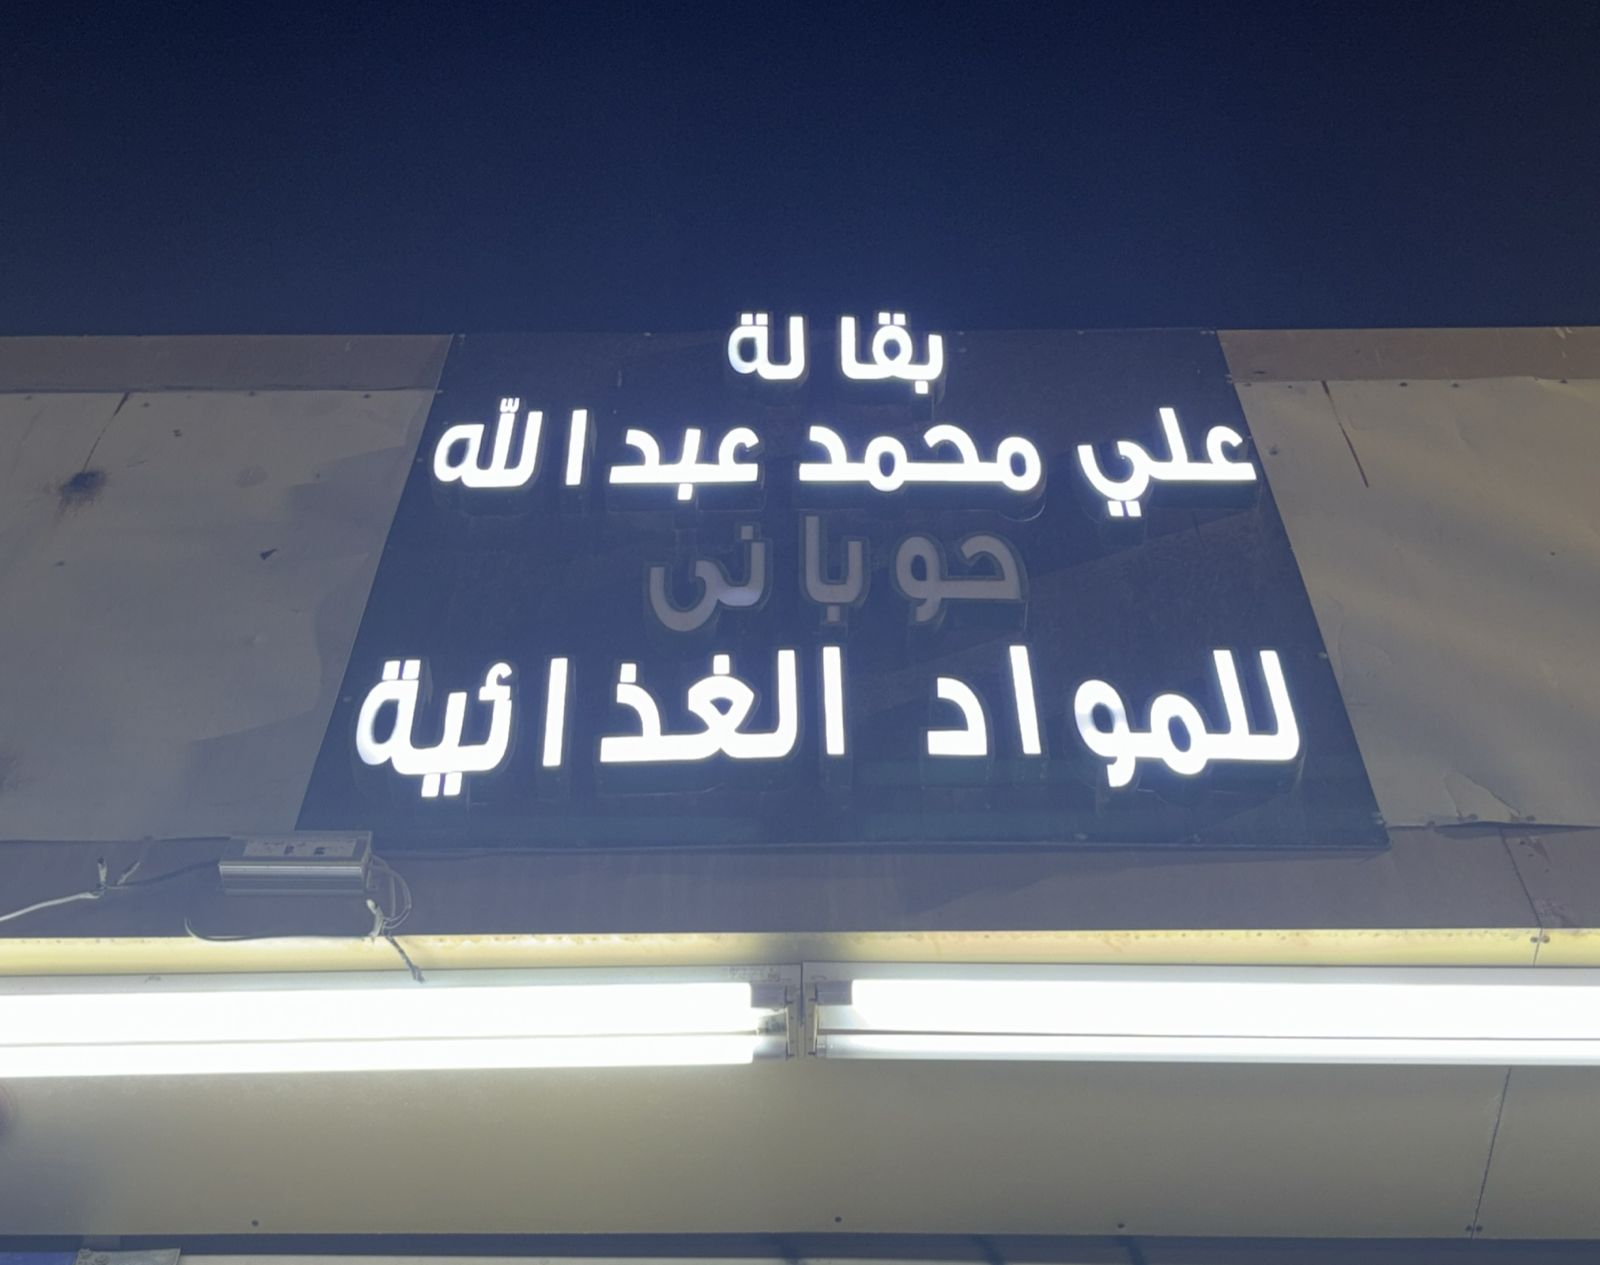 بقالة
علي محمد عبدالله
حوباني
للمواد الغذائية